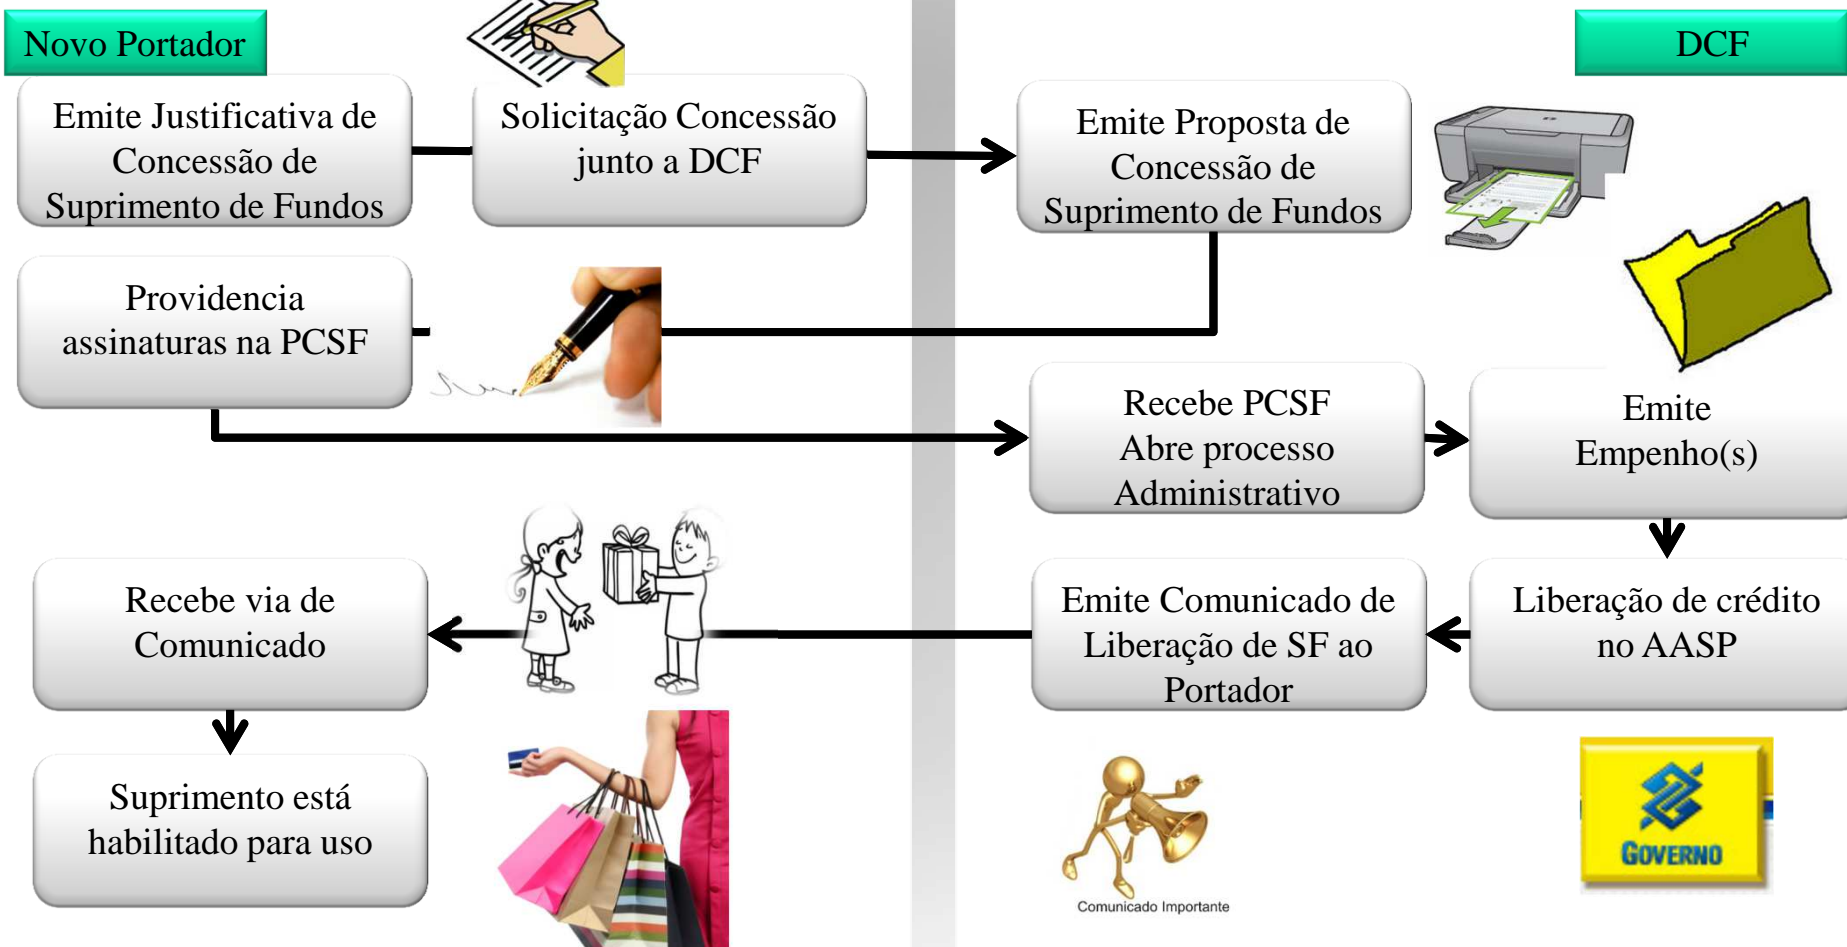 Novo Portador
DCF
Emite Justificativa de
Concessão de
Suprimento de Fundos
Solicitação Concessão
junto a DCF
Emite Proposta de
Concessão de
Suprimento de Fundos
Providencia
assinaturas na PCSF
Recebe PCSF
Abre processo
Administrativo
Emite
Empenho(s)
Liberação de crédito
no AASP
Emite Comunicado de
Liberação de SF ao
Portador
Recebe via de
Comunicado
Suprimento está
habilitado para uso
Comunicado Importante
GOVERNO